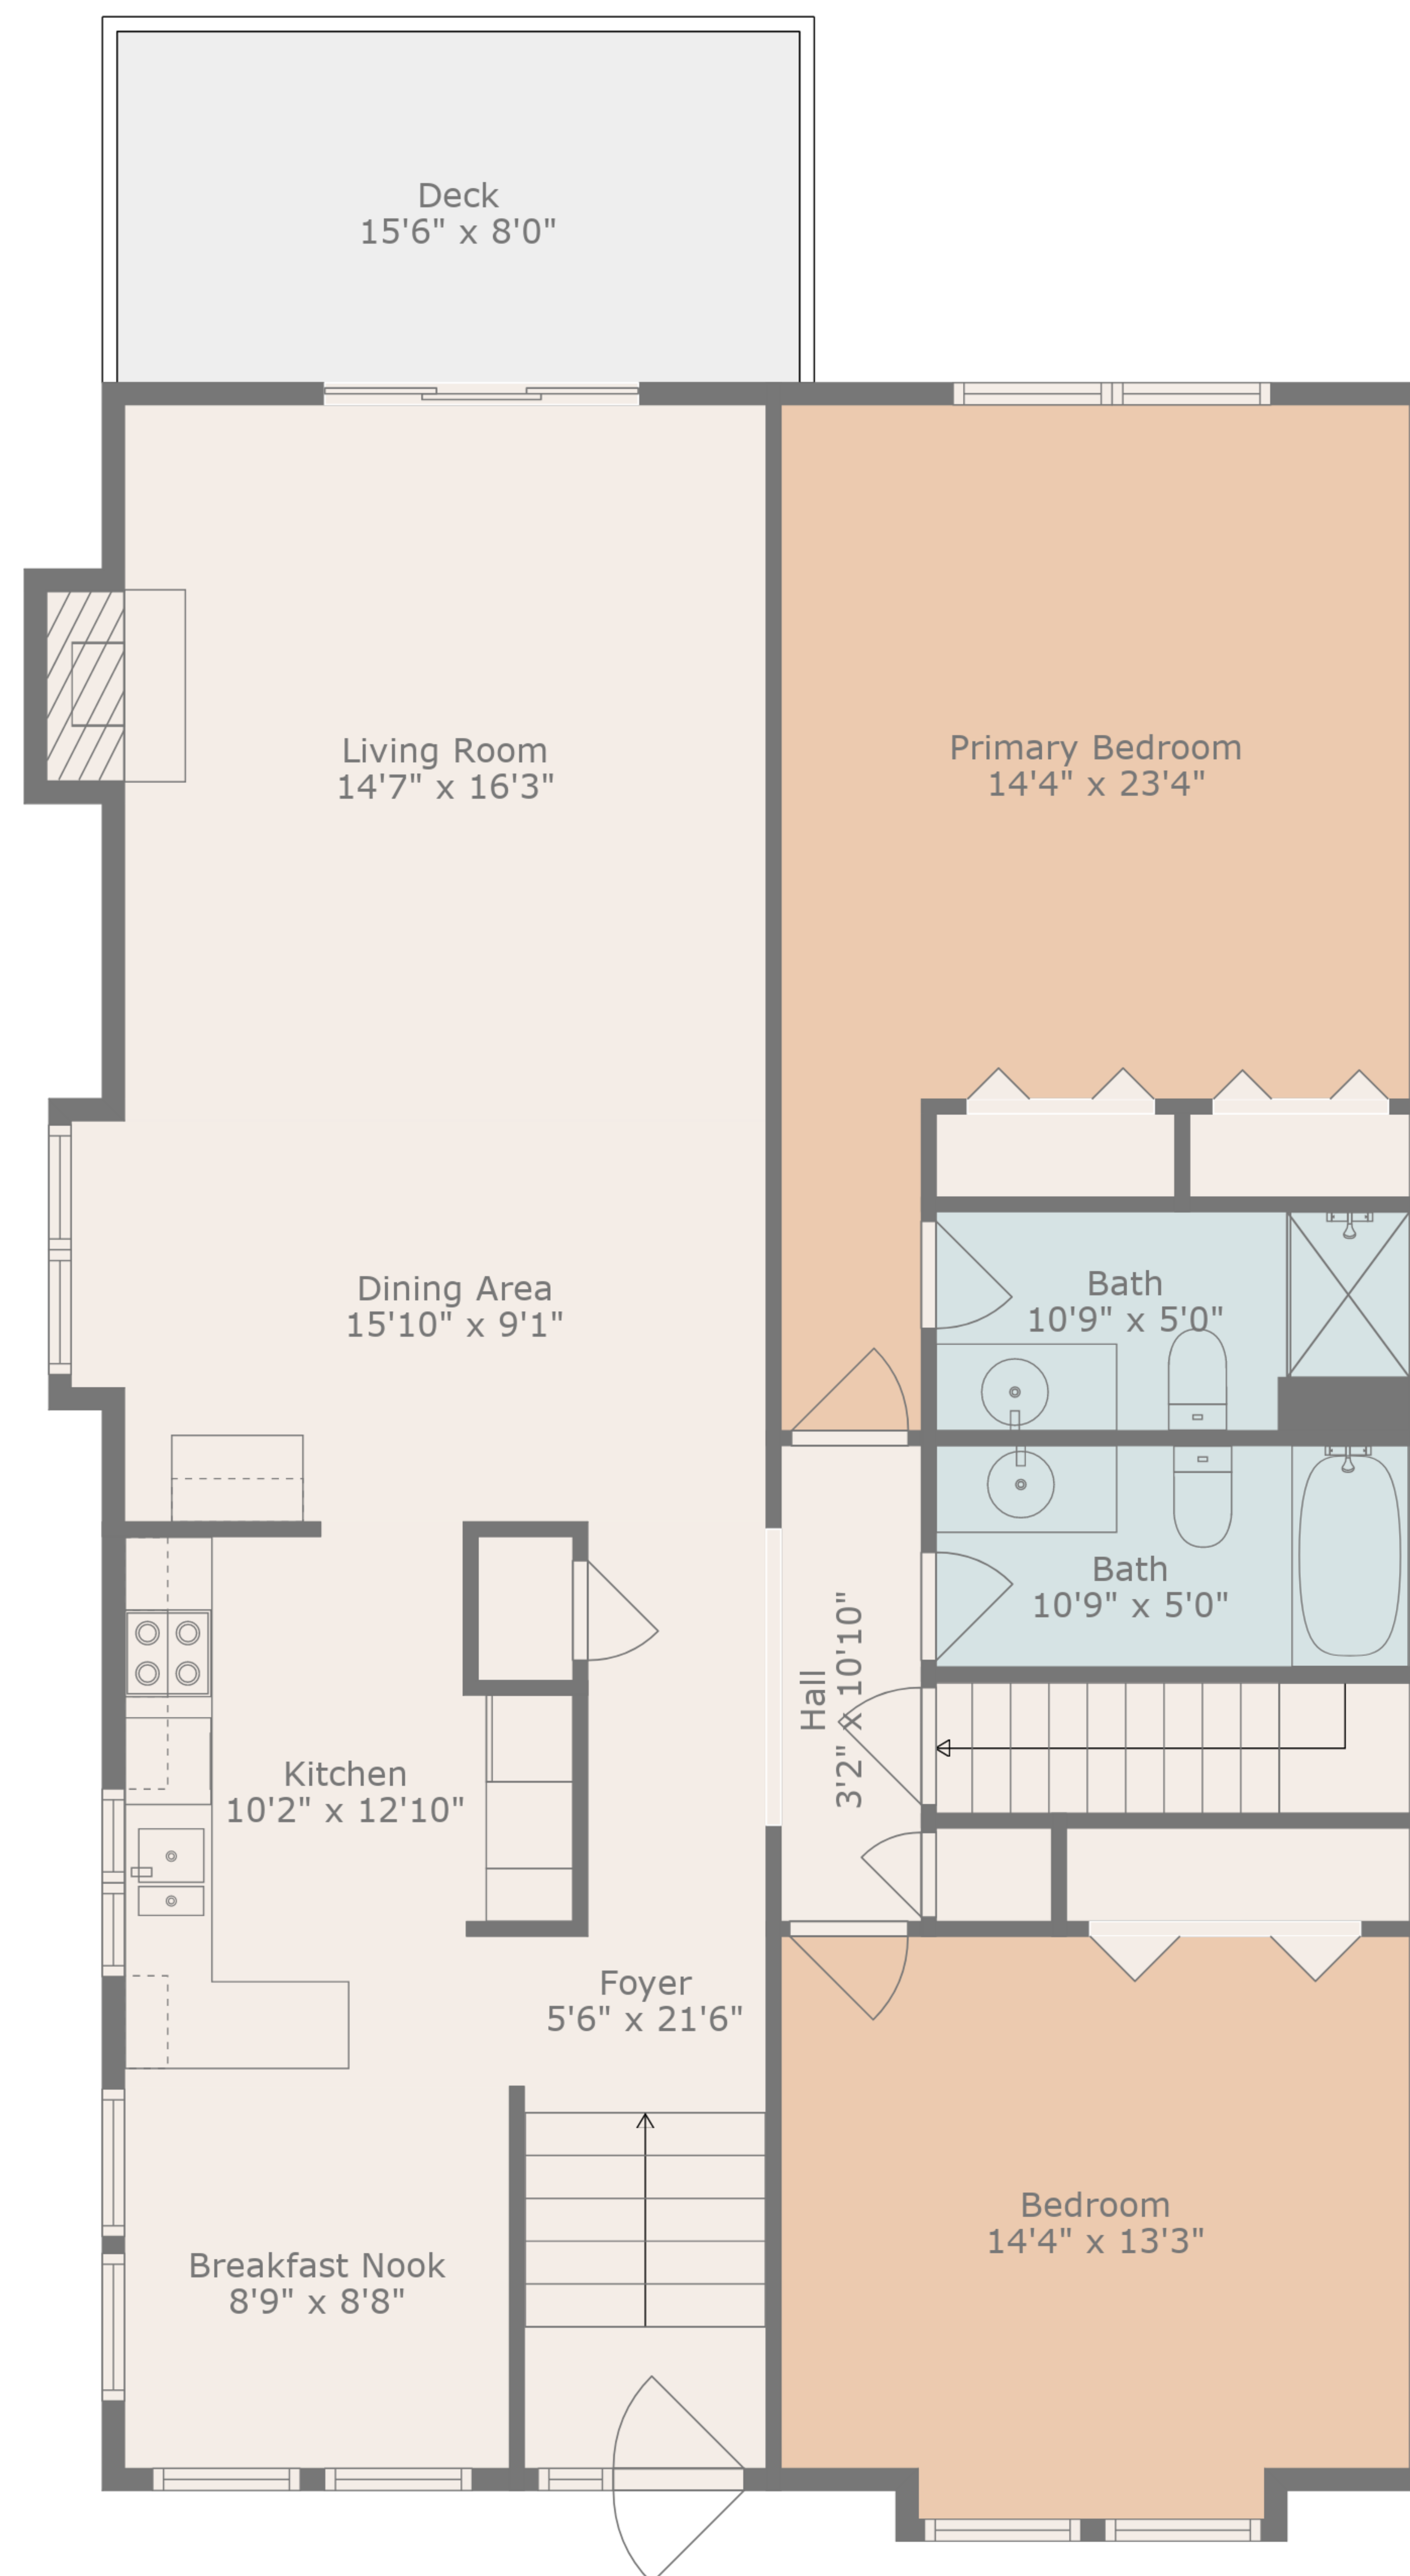 Deck
15'6" x 8'0"
Living Room
14'7" x 16'3"
Primary Bedroom
14'4" x 23'4"
Dining Area
15'10" x 9'1"
Bath
10'9" x 5'0"
Bath
10'9" x 5'0"
Hall
3'2" x 10'10"
Kitchen
10'2" x 12'10"
Foyer
5'6" x 21'6"
Bedroom
14'4" x 13'3"
Breakfast Nook
8'9" x 8'8"